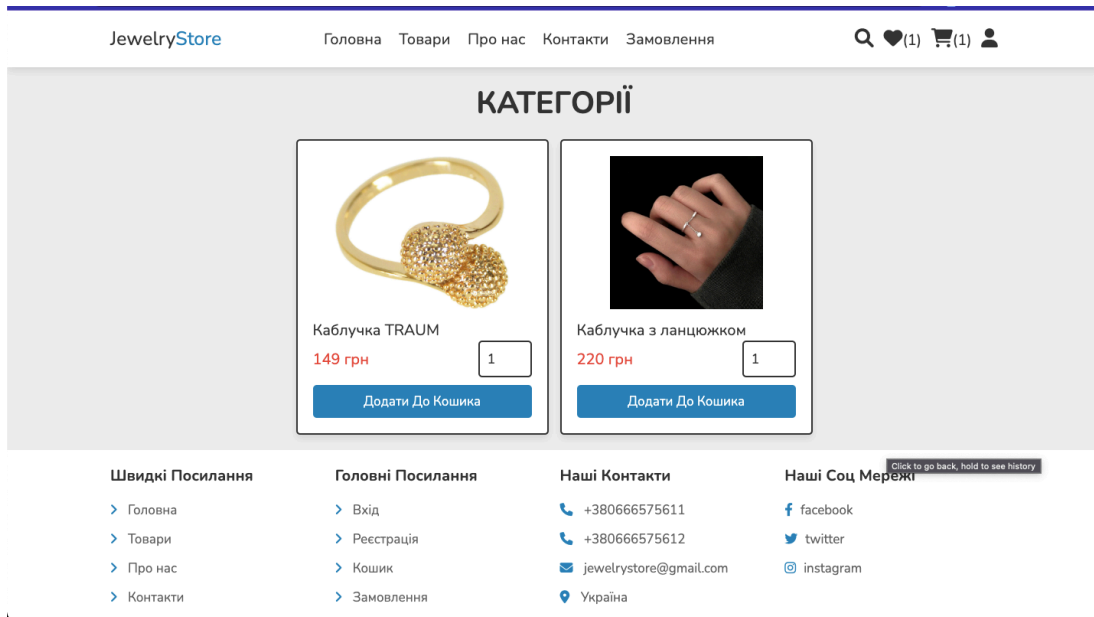 JewelryStore
Головна Товари Про нас Контакти Замовлення
(1) (1)
КАТЕГОРІЇ
Каблучка TRAUM
149 грн 1
Додати До Кошика
Каблучка з ланцюжком
220 грн 1
Додати До Кошика
Швидкі Посилання
Головна
Товари
Про нас
Контакти
Головні Посилання
Вхід
Реєстрація
Кошик
Замовлення
Наші Контакти
+380666575611
+380666575612
jewelrystore@gmail.com
Україна
Наші Соц Мережі
facebook
twitter
instagram
Click to go back, hold to see history